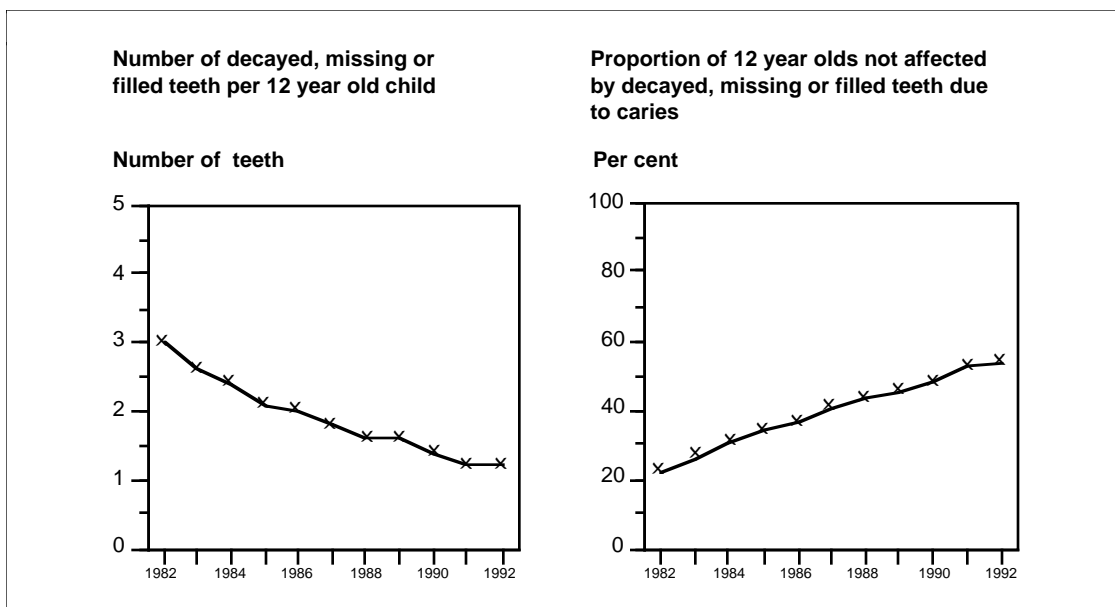 Number of decayed, missing or
filled teeth per 12 year old child
Number of teeth
5
4
3
2
1
0
1982 1984 1986 1988 1990 1992
Proportion of 12 year olds not affected
by decayed, missing or filled teeth due
to caries
Per cent
100
80
60
40
20
0
1982 1984 1986 1988 1990 1992